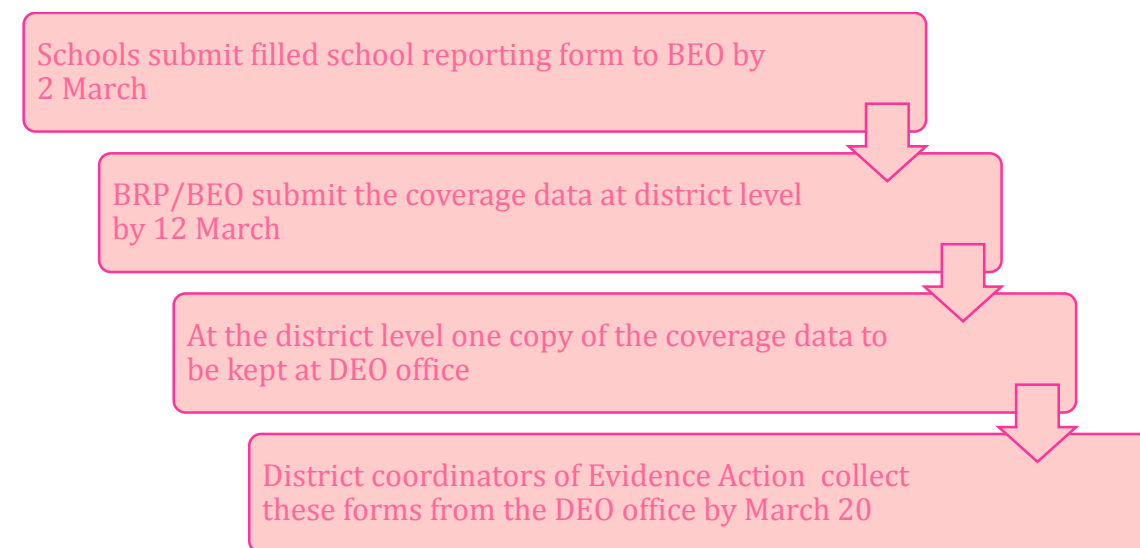 Schools submit filled school reporting form to BEO by
2 March
BRP/BEO submit the coverage data at district level
by 12 March
At the district level one copy of the coverage data to
be kept at DEO office
District coordinators of Evidence Action  collect
these forms from the DEO office by March 20